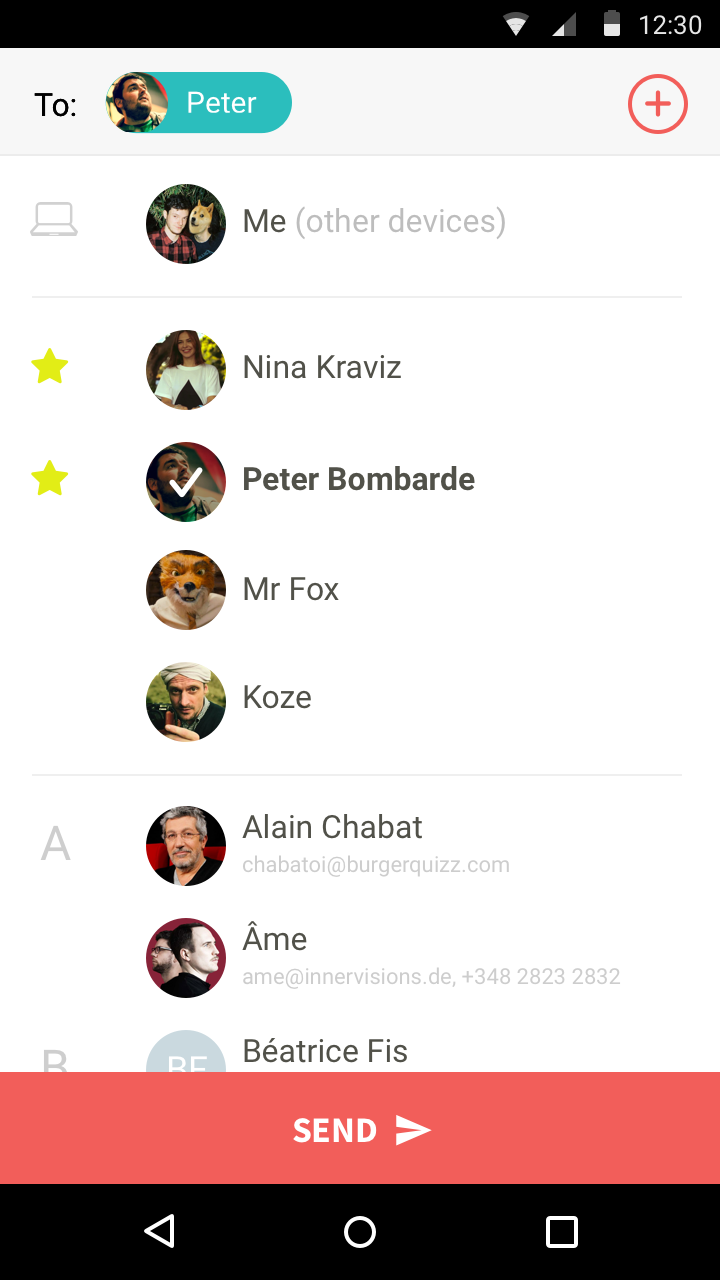 12:30
To: Peter
Me (other devices)
Nina Kraviz
Peter Bombarde
Mr Fox
Koze
A
Alain Chabat
chabatoi@burgerquizz.com
Âme
ame@innervisions.de, +348 2823 2832
B
BF
Béatrice Fis
SEND